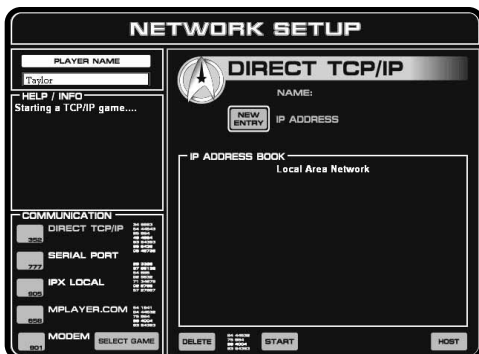 NETWORK SETUP
PLAYER NAME
Taylor
HELP / INFO
Starting a TCP/IP game....
COMMUNICATION
352 DIRECT TCP/IP
777 SERIAL PORT
905 IPX LOCAL
658 MPLAYER.COM
901 MODEM
SELECT GAME
DIRECT TCP/IP
NAME:
NEW ENTRY
IP ADDRESS
IP ADDRESS BOOK
Local Area Network
DELETE
START
HOST